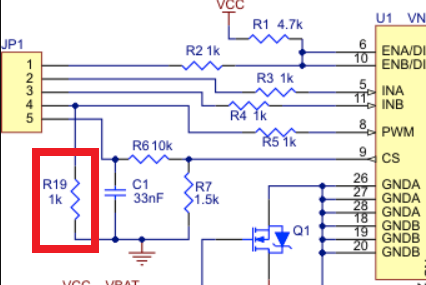 VCC
U1 VN
R1 4.7k
JP1
R2 1k
6 ENA/DI
10 ENB/DI
1
2
3
4
5
R3 1k
5 INA
11 INB
R4 1k
8 PWM
R5 1k
R6 10k
9 CS
R19
1k
C1
33nF
R7
1.5k
26 GNDA
27 GNDA
28 GNDA
18 GNDB
19 GNDB
20 GNDB
Q1
VCC VBAT